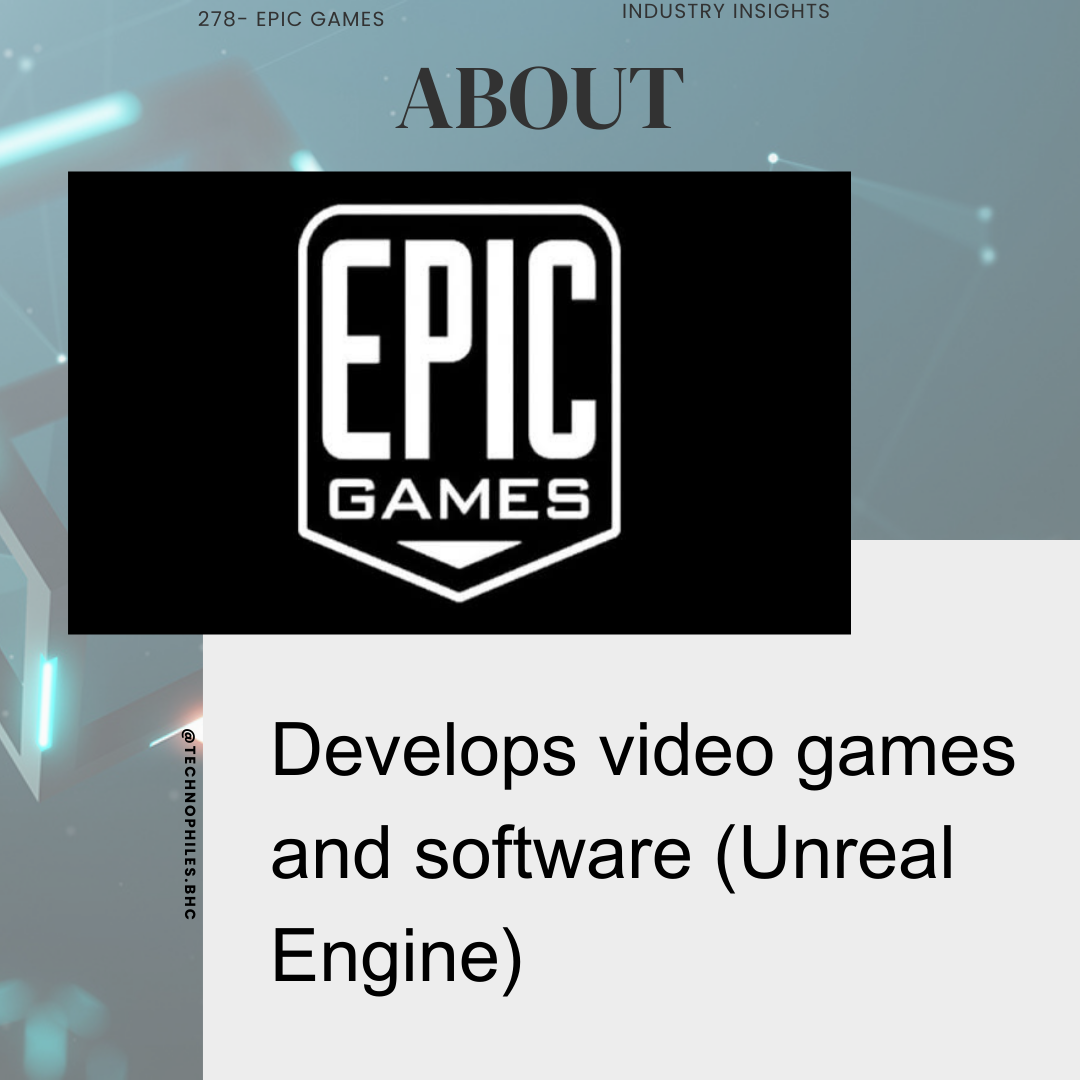 278- EPIC GAMES
INDUSTRY INSIGHTS
ABOUT
EPIC
GAMES
@TECHNOPHILES.BHC
Develops video games
and software (Unreal
Engine)